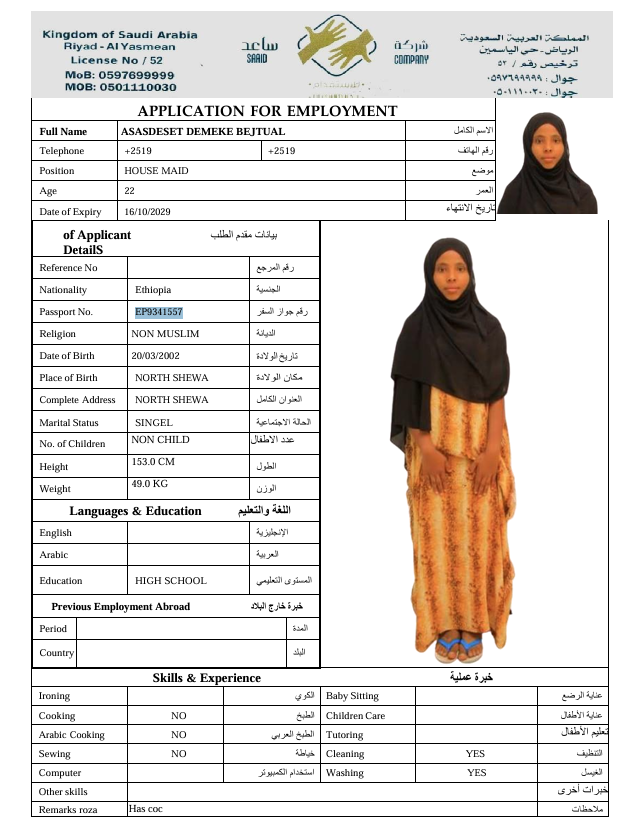 Kingdom of Saudi Arabia
Riyad - Al Yasmean
License No / 52
MoB: 0597699999
MOB: 0501110030
ساعد
SAAID
شركة
COMPANY
المملكة العربية السعودية
الرياض-حى الياسمين
ترخيص رقم / ٥٢
جوال : ٠٥٩٧٦٩٩٩٩٩
جوال : ٠٥٠١١١٠٠٣٠
APPLICATION FOR EMPLOYMENT
Full Name ASASDESET DEMEKE BEJTUAL الاسم الكامل
Telephone +2519 +2519 رقم الهاتف
Position HOUSE MAID موضع
Age 22 العمر
Date of Expiry 16/10/2029 تاريخ الانتهاء
of Applicant بيانات مقدم الطلب
DetailS
Reference No رقم المرجع
Nationality Ethiopia الجنسية
Passport No. EP9341557 رقم جواز السفر
Religion NON MUSLIM الديانة
Date of Birth 20/03/2002 تاريخ الولادة
Place of Birth NORTH SHEWA مكان الولادة
Complete Address NORTH SHEWA العنوان الكامل
Marital Status SINGEL الحالة الاجتماعية
No. of Children NON CHILD عدد الاطفال
Height 153.0 CM الطول
Weight 49.0 KG الوزن
Languages & Education اللغة والتعليم
English الإنجليزية
Arabic العربية
Education HIGH SCHOOL المستوى التعليمي
Previous Employment Abroad خبرة خارج البلاد
Period المدة
Country البلد
Skills & Experience خبرة عملية
Ironing الكوي Baby Sitting عناية الرضع
Cooking NO الطبخ Children Care عناية الأطفال
Arabic Cooking NO الطبخ العربي Tutoring تعليم الأطفال
Sewing NO خياطة Cleaning YES التنظيف
Computer استخدام الكمبيوتر Washing YES الغيسل
Other skills خبرات أخرى
Remarks roza Has coc ملاحظات